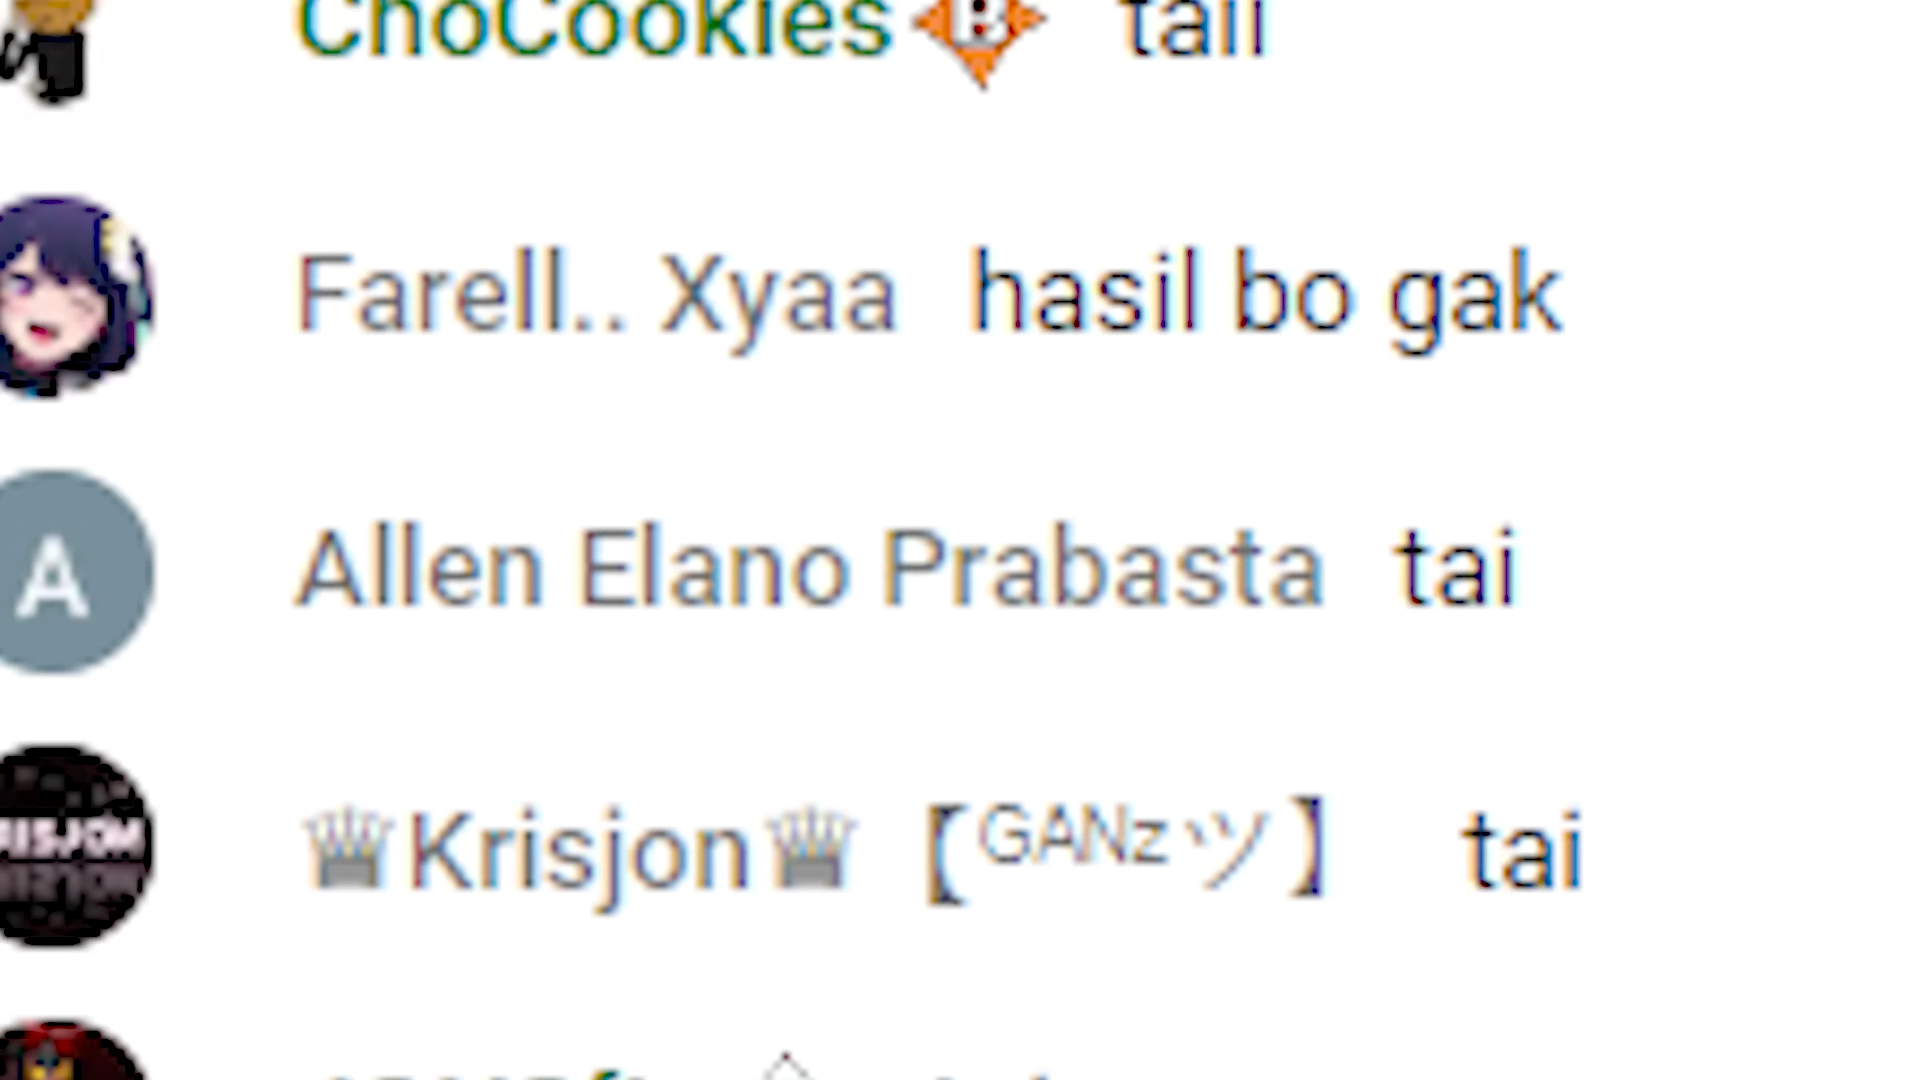 ChoCookies taii
Farell.. Xyaa hasil bo gak
A Allen Elano Prabasta tai
♕Krisjon♕【ᴳᴬᴺᶻツ】 tai